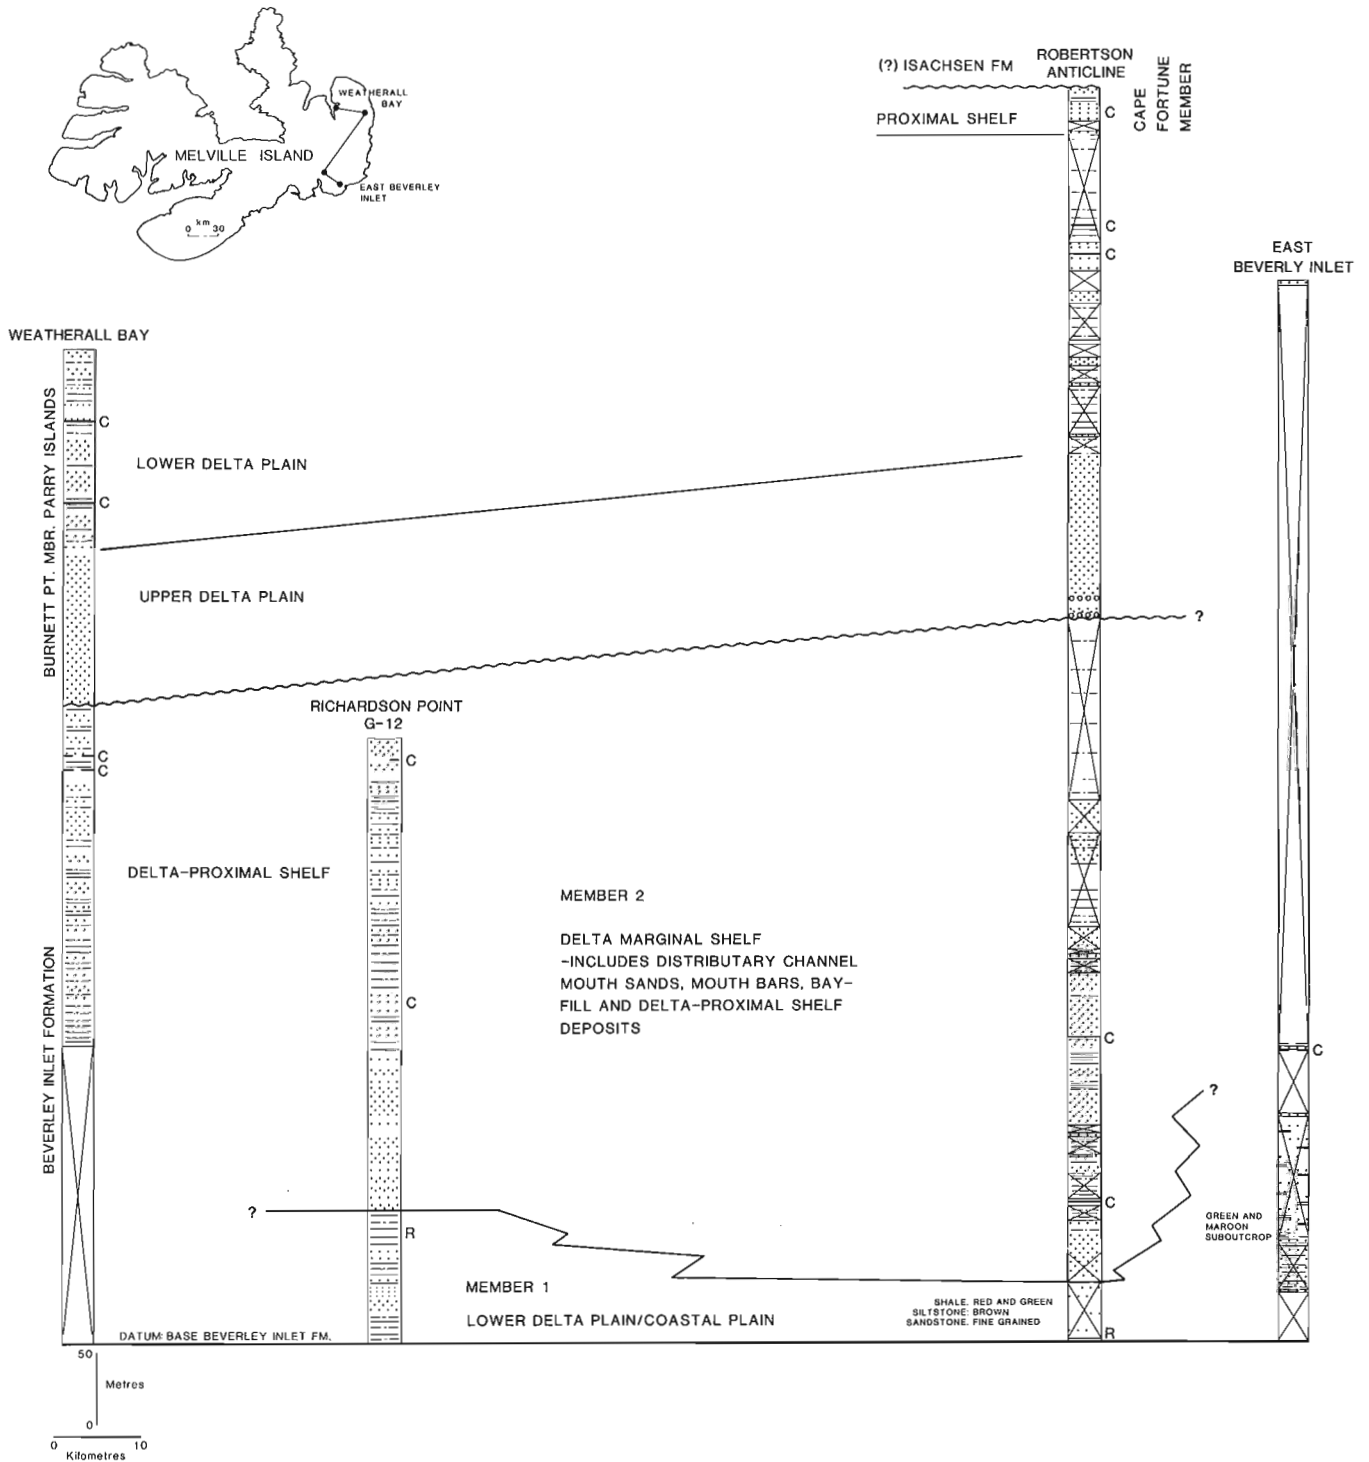 WEATHERALL
BAY
MELVILLE ISLAND
EAST BEVERLEY
INLET
km
0 30
(?) ISACHSEN FM
ROBERTSON
ANTICLINE
CAPE
FORTUNE
MEMBER
C
PROXIMAL SHELF
C
C
EAST
BEVERLY INLET
WEATHERALL BAY
BURNETT PT. MBR. PARRY ISLANDS
C
LOWER DELTA PLAIN
C
UPPER DELTA PLAIN
?
RICHARDSON POINT
G-12
C
C
C
DELTA-PROXIMAL SHELF
MEMBER 2
DELTA MARGINAL SHELF
-INCLUDES DISTRIBUTARY CHANNEL
MOUTH SANDS, MOUTH BARS, BAY-
FILL AND DELTA-PROXIMAL SHELF
DEPOSITS
C
C
C
BEVERLEY INLET FORMATION
?
C
?
R
GREEN AND
MAROON
SUBOUTCROP
MEMBER 1
LOWER DELTA PLAIN/COASTAL PLAIN
SHALE. RED AND GREEN
SILTSTONE: BROWN
SANDSTONE. FINE GRAINED
R
DATUM: BASE BEVERLEY INLET FM.
50
Metres
0
0 10
Kilometres